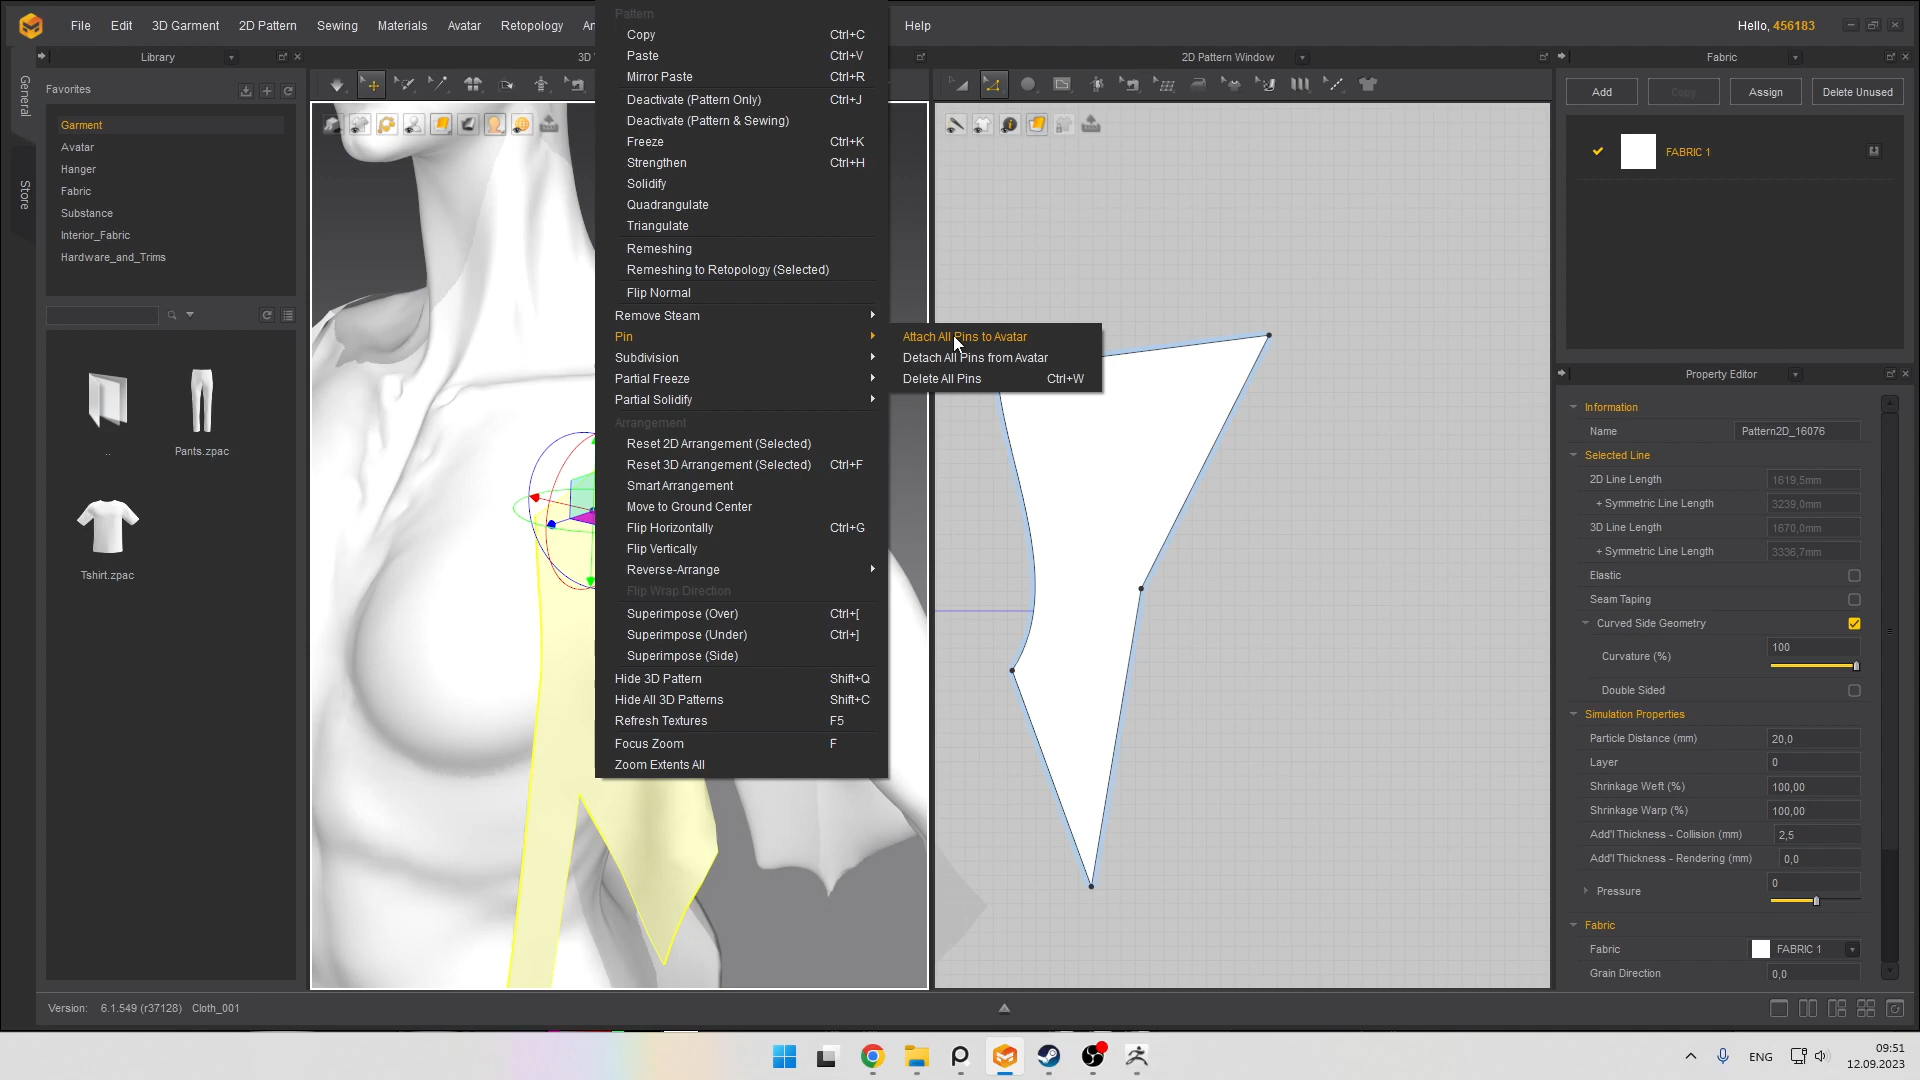 File Edit 3D Garment 2D Pattern Sewing Materials Avatar Retopology An Help Hello, 456183
Library
3D
2D Pattern Window
Fabric
General
Store
Favorites
Garment
Avatar
Hanger
Fabric
Substance
Interior_Fabric
Hardware_and_Trims
..
Pants.zpac
Tshirt.zpac
Pattern
Copy Ctrl+C
Paste Ctrl+V
Mirror Paste Ctrl+R
Deactivate (Pattern Only) Ctrl+J
Deactivate (Pattern & Sewing)
Freeze Ctrl+K
Strengthen Ctrl+H
Solidify
Quadrangulate
Triangulate
Remeshing
Remeshing to Retopology (Selected)
Flip Normal
Remove Steam
Pin
Subdivision
Partial Freeze
Partial Solidify
Arrangement
Reset 2D Arrangement (Selected)
Reset 3D Arrangement (Selected) Ctrl+F
Smart Arrangement
Move to Ground Center
Flip Horizontally Ctrl+G
Flip Vertically
Reverse-Arrange
Flip Wrap Direction
Superimpose (Over) Ctrl+[
Superimpose (Under) Ctrl+]
Superimpose (Side)
Hide 3D Pattern Shift+Q
Hide All 3D Patterns Shift+C
Refresh Textures F5
Focus Zoom F
Zoom Extents All
Attach All Pins to Avatar
Detach All Pins from Avatar
Delete All Pins Ctrl+W
Add Copy Assign Delete Unused
FABRIC 1
Property Editor
Information
Name Pattern2D_16076
Selected Line
2D Line Length 1619,5mm
+ Symmetric Line Length 3239,0mm
3D Line Length 1670,0mm
+ Symmetric Line Length 3336,7mm
Elastic
Seam Taping
Curved Side Geometry
Curvature (%) 100
Double Sided
Simulation Properties
Particle Distance (mm) 20,0
Layer 0
Shrinkage Weft (%) 100,00
Shrinkage Warp (%) 100,00
Add'l Thickness - Collision (mm) 2,5
Add'l Thickness - Rendering (mm) 0,0
Pressure 0
Fabric
Fabric FABRIC 1
Grain Direction 0,0
Version: 6.1.549 (r37128) Cloth_001
ENG
09:51
12.09.2023